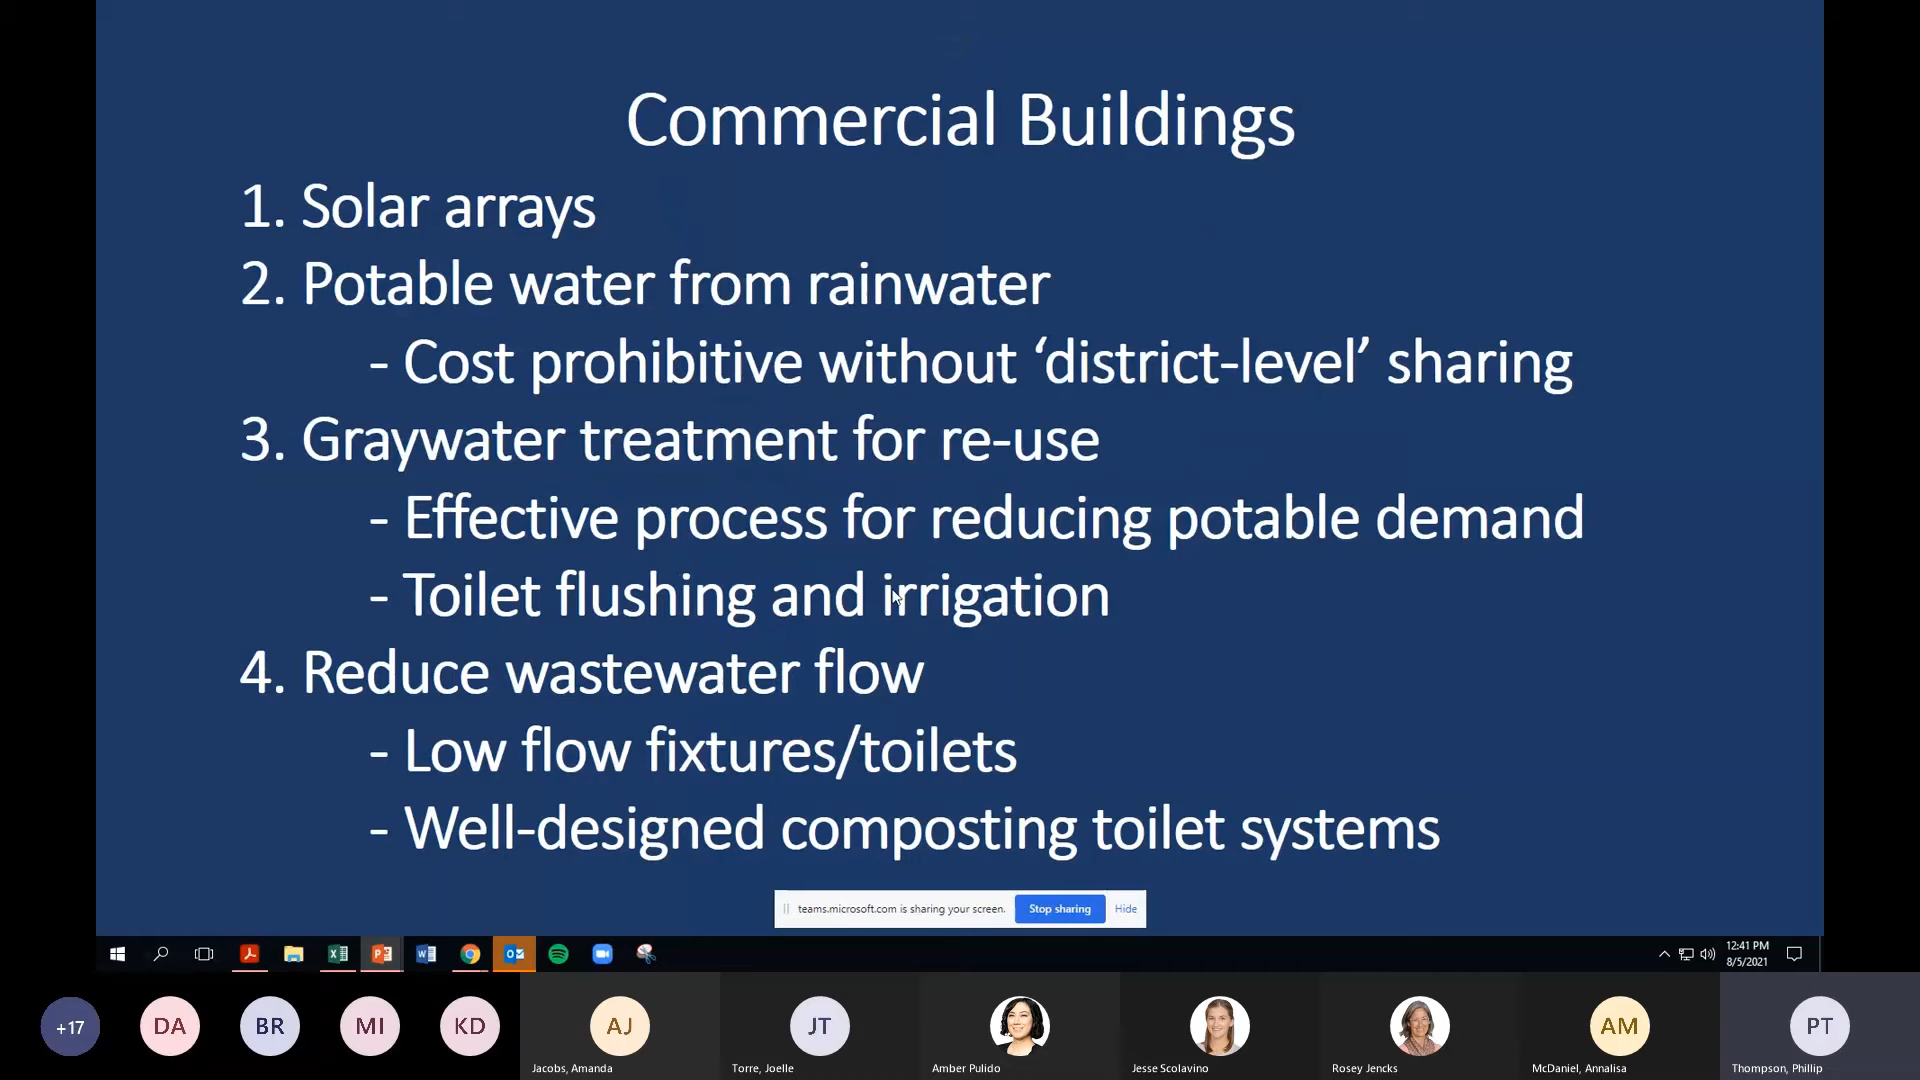 Commercial Buildings
1. Solar arrays
2. Potable water from rainwater
- Cost prohibitive without ‘district-level’ sharing
3. Graywater treatment for re-use
- Effective process for reducing potable demand
- Toilet flushing and irrigation
4. Reduce wastewater flow
- Low flow fixtures/toilets
- Well-designed composting toilet systems
teams.microsoft.com is sharing your screen. Stop sharing Hide
12:41 PM
8/5/2021
+17 DA BR MI KD AJ JT AM PT
Jacobs, Amanda Torre, Joelle Amber Pulido Jesse Scolavino Rosey Jencks McDaniel, Annalisa Thompson, Phillip